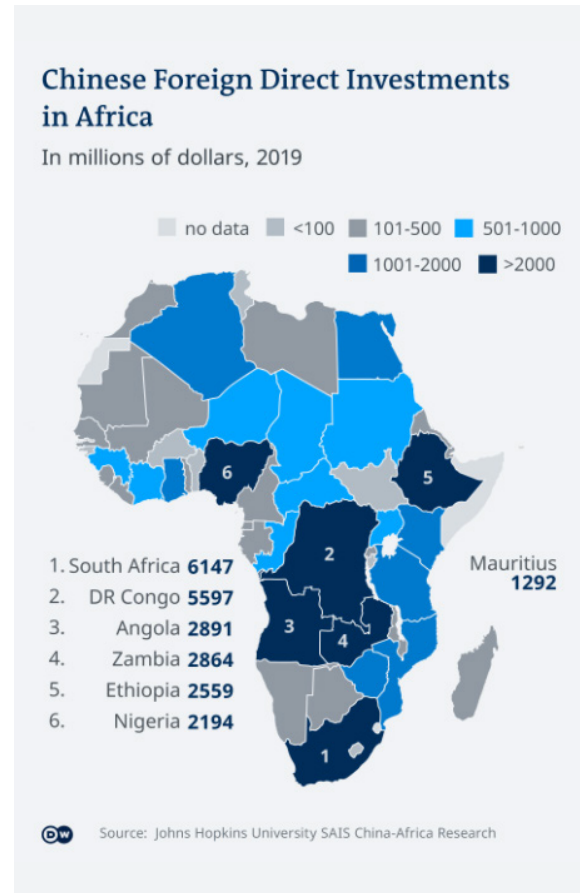 Chinese Foreign Direct Investments
in Africa
In millions of dollars, 2019
no data <100 101-500 501-1000
1001-2000 >2000
6
5
2
3
4
1
1. South Africa 6147
2. DR Congo 5597
3. Angola 2891
4. Zambia 2864
5. Ethiopia 2559
6. Nigeria 2194
Mauritius
1292
DW Source: Johns Hopkins University SAIS China-Africa Research